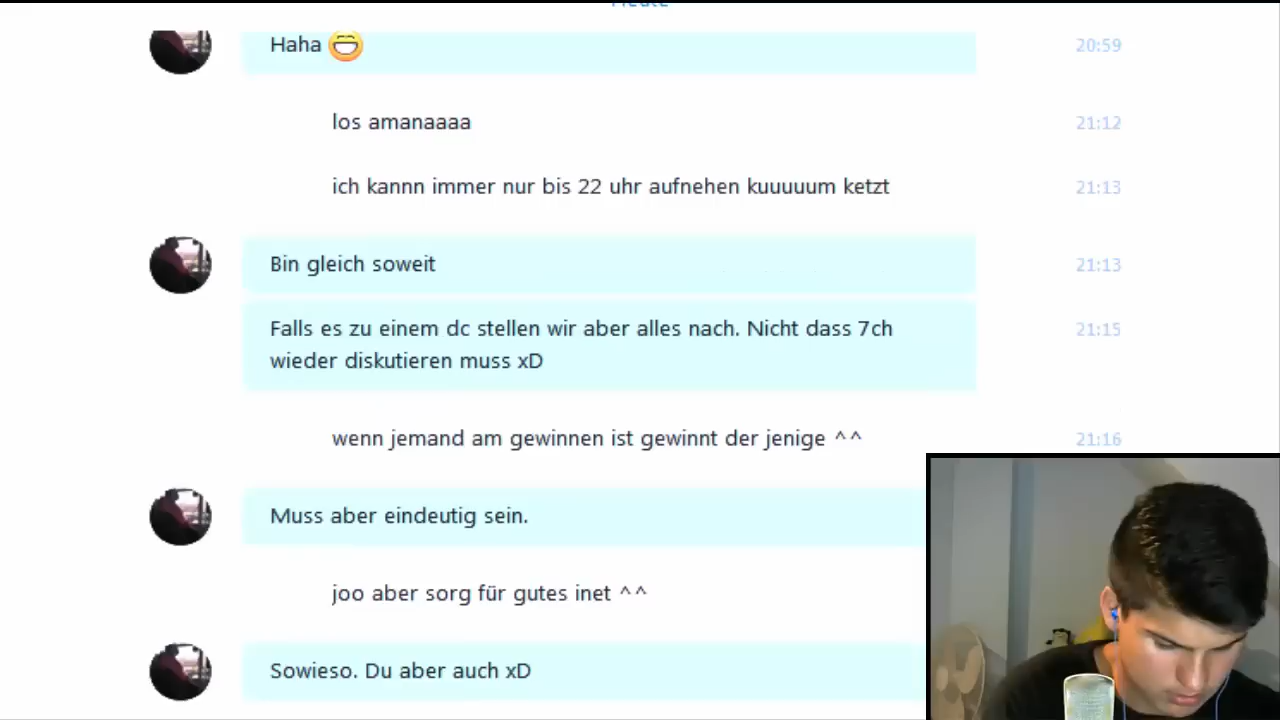 Heute
Haha
20:59
los amanaaaa
21:12
ich kannn immer nur bis 22 uhr aufnehen kuuuuum ketzt
21:13
Bin gleich soweit
21:13
Falls es zu einem dc stellen wir aber alles nach. Nicht dass 7ch
21:15
wieder diskutieren muss xD
wenn jemand am gewinnen ist gewinnt der jenige ^^
21:16
Muss aber eindeutig sein.
joo aber sorg für gutes inet ^^
Sowieso. Du aber auch xD